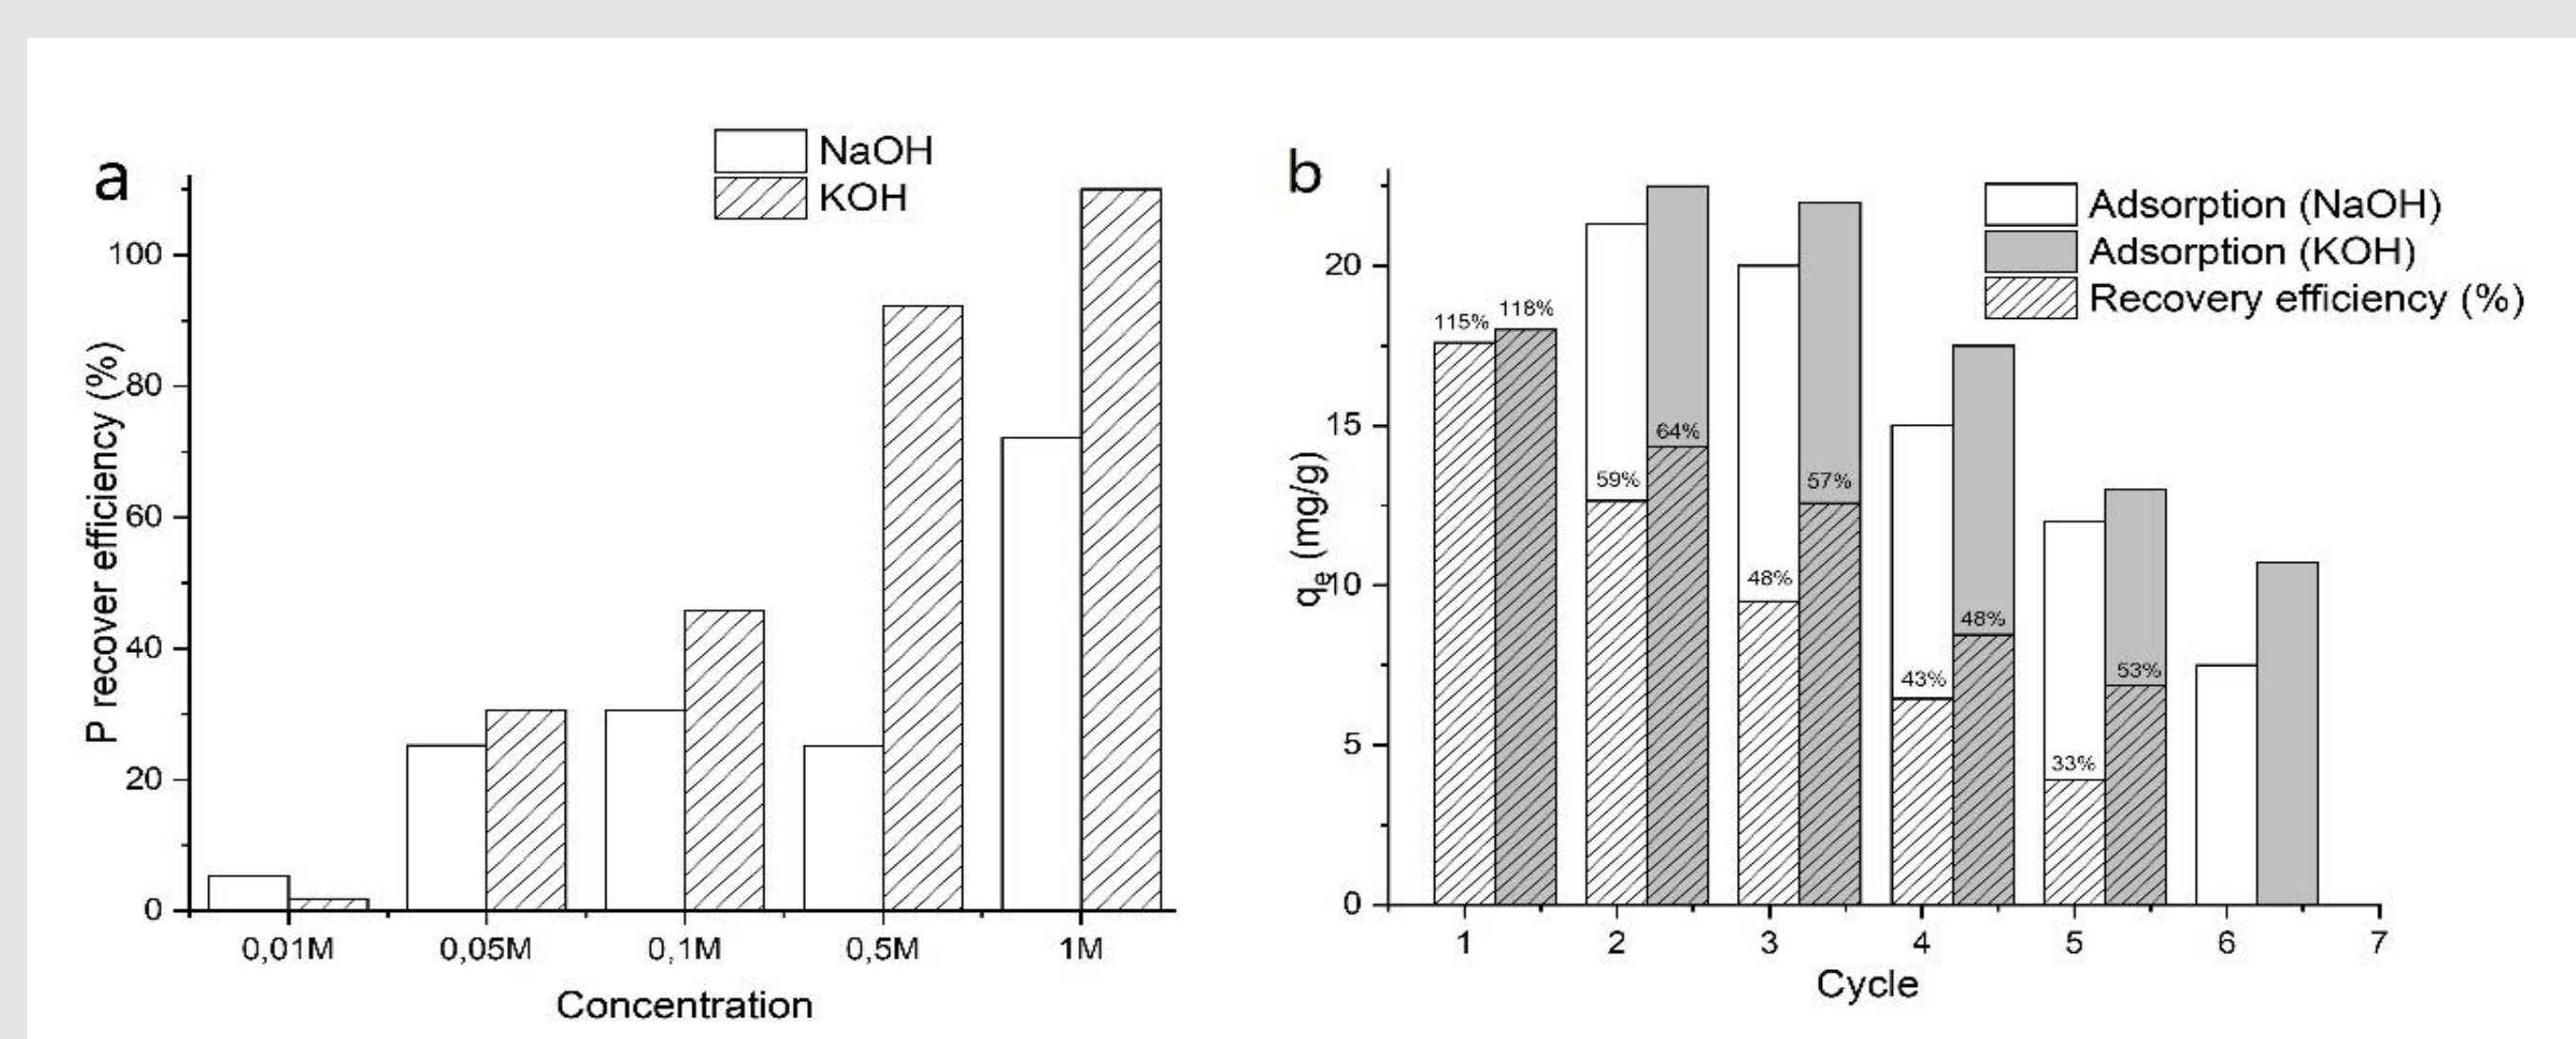 a
NaOH
KOH
P recover efficiency (%)
100
80
60
40
20
0
0,01M 0,05M 0,1M 0,5M 1M
Concentration
b
Adsorption (NaOH)
Adsorption (KOH)
Recovery efficiency (%)
qe (mg/g)
20
15
10
5
0
115% 118%
59% 64%
48% 57%
43% 48%
33% 53%
1 2 3 4 5 6 7
Cycle